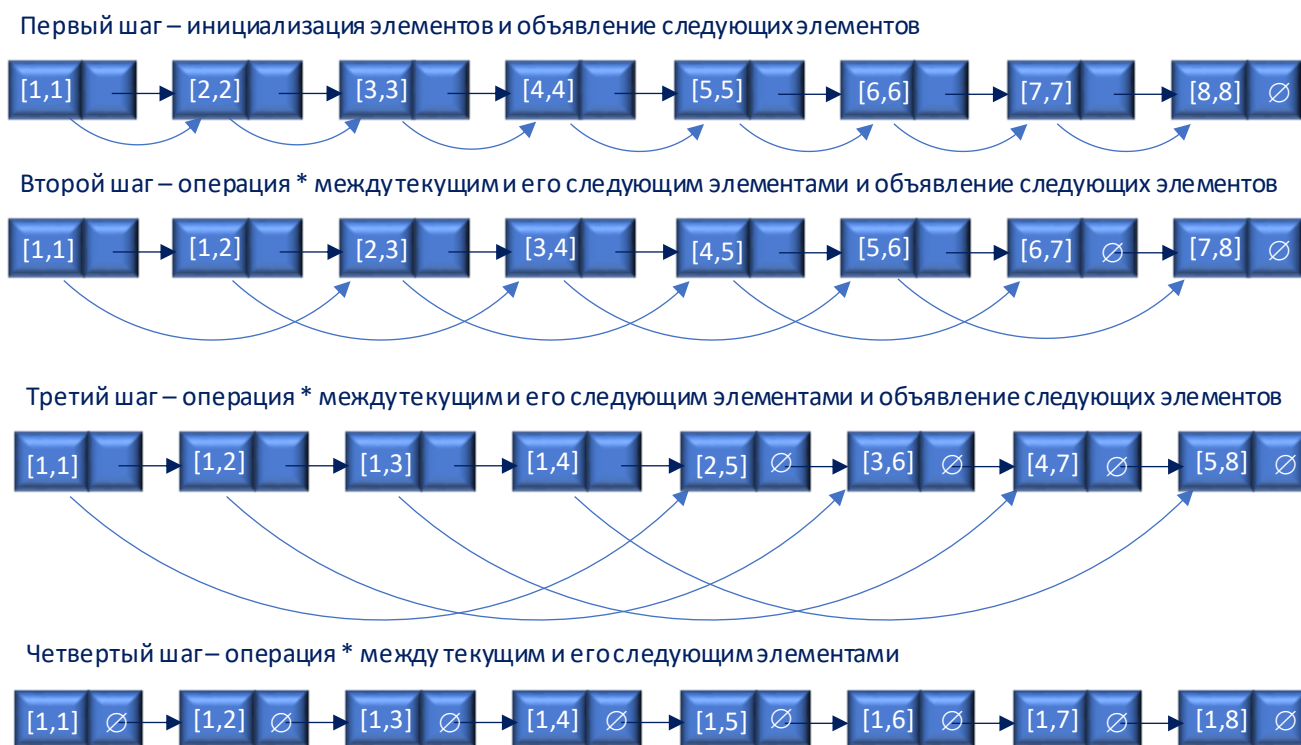 Первый шаг – инициализация элементов и объявление следующих элементов
[1,1] [2,2] [3,3] [4,4] [5,5] [6,6] [7,7] [8,8] ∅
Второй шаг – операция * между текущим и его следующим элементами и объявление следующих элементов
[1,1] [1,2] [2,3] [3,4] [4,5] [5,6] [6,7] ∅ [7,8] ∅
Третий шаг – операция * между текущим и его следующим элементами и объявление следующих элементов
[1,1] [1,2] [1,3] [1,4] [2,5] ∅ [3,6] ∅ [4,7] ∅ [5,8] ∅
Четвертый шаг – операция * между текущим и его следующим элементами
[1,1] ∅ [1,2] ∅ [1,3] ∅ [1,4] ∅ [1,5] ∅ [1,6] ∅ [1,7] ∅ [1,8] ∅